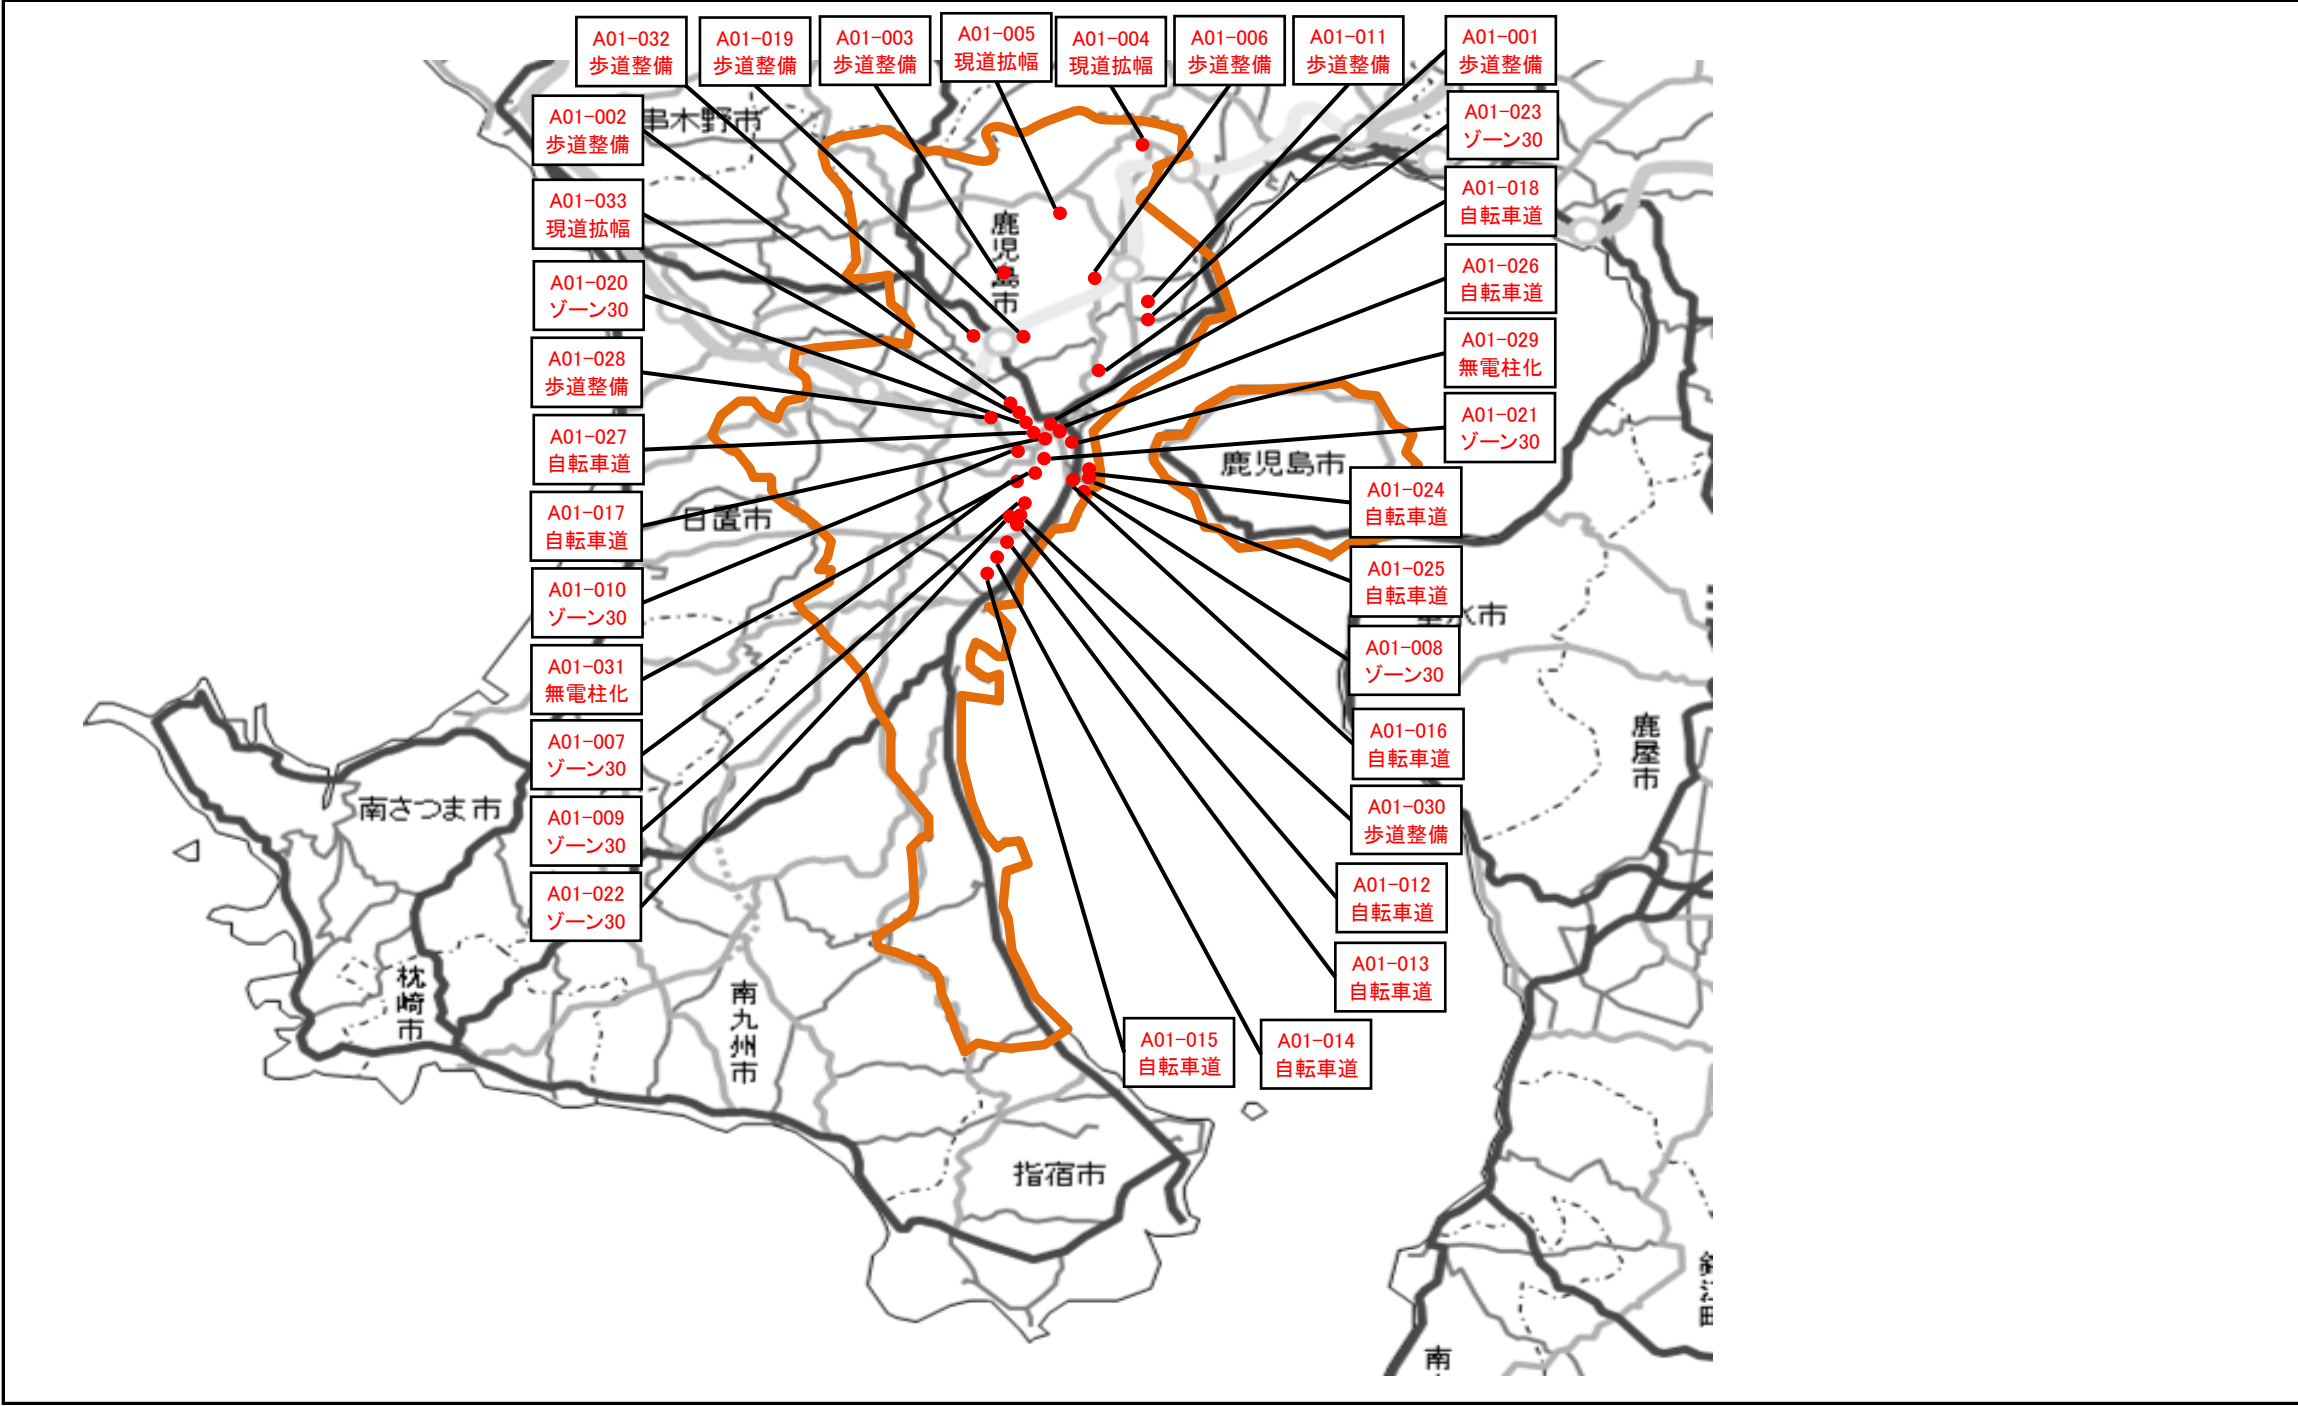 A01-032
歩道整備
A01-019
歩道整備
A01-003
歩道整備
A01-005
現道拡幅
A01-004
現道拡幅
A01-006
歩道整備
A01-011
歩道整備
A01-001
歩道整備
A01-002
歩道整備
A01-033
現道拡幅
A01-020
ゾーン30
A01-028
歩道整備
A01-027
自転車道
A01-017
自転車道
A01-010
ゾーン30
A01-031
無電柱化
A01-007
ゾーン30
A01-009
ゾーン30
A01-022
ゾーン30
A01-023
ゾーン30
A01-018
自転車道
A01-026
自転車道
A01-029
無電柱化
A01-021
ゾーン30
A01-024
自転車道
A01-025
自転車道
A01-008
ゾーン30
A01-016
自転車道
A01-030
歩道整備
A01-012
自転車道
A01-013
自転車道
A01-014
自転車道
A01-015
自転車道
串木野市
鹿児島市
鹿児島市
日置市
水市
鹿屋市
南さつま市
枕崎市
南九州市
指宿市
南